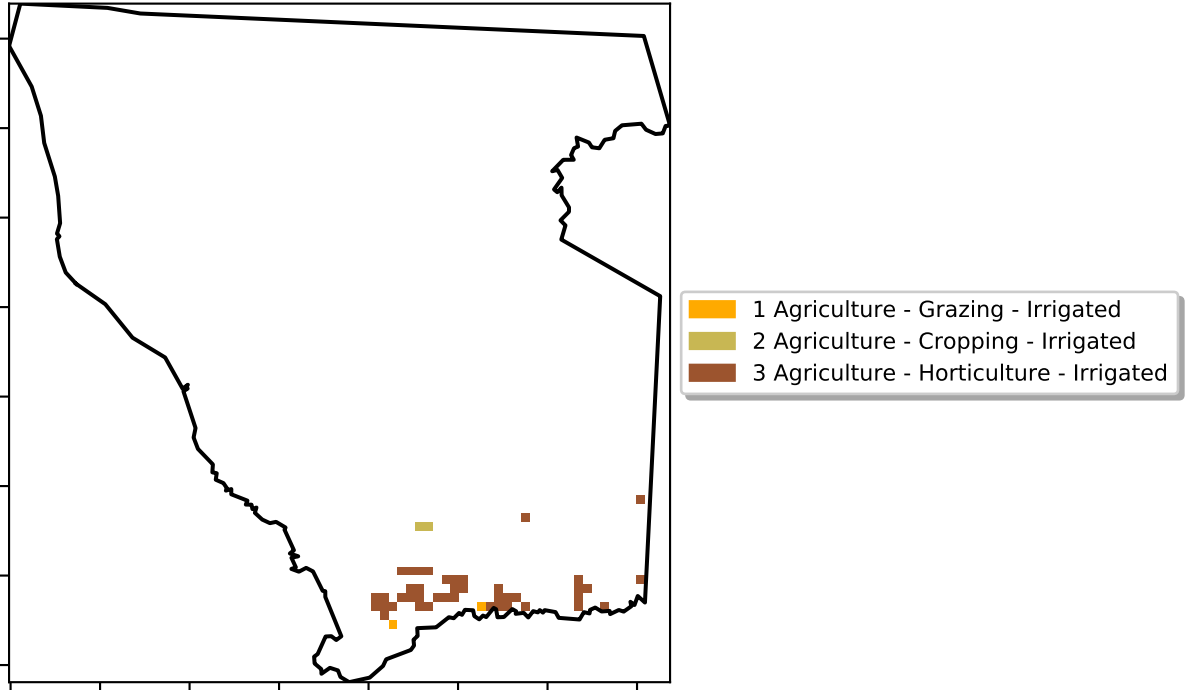 1 Agriculture - Grazing - Irrigated
2 Agriculture - Cropping - Irrigated
3 Agriculture - Horticulture - Irrigated